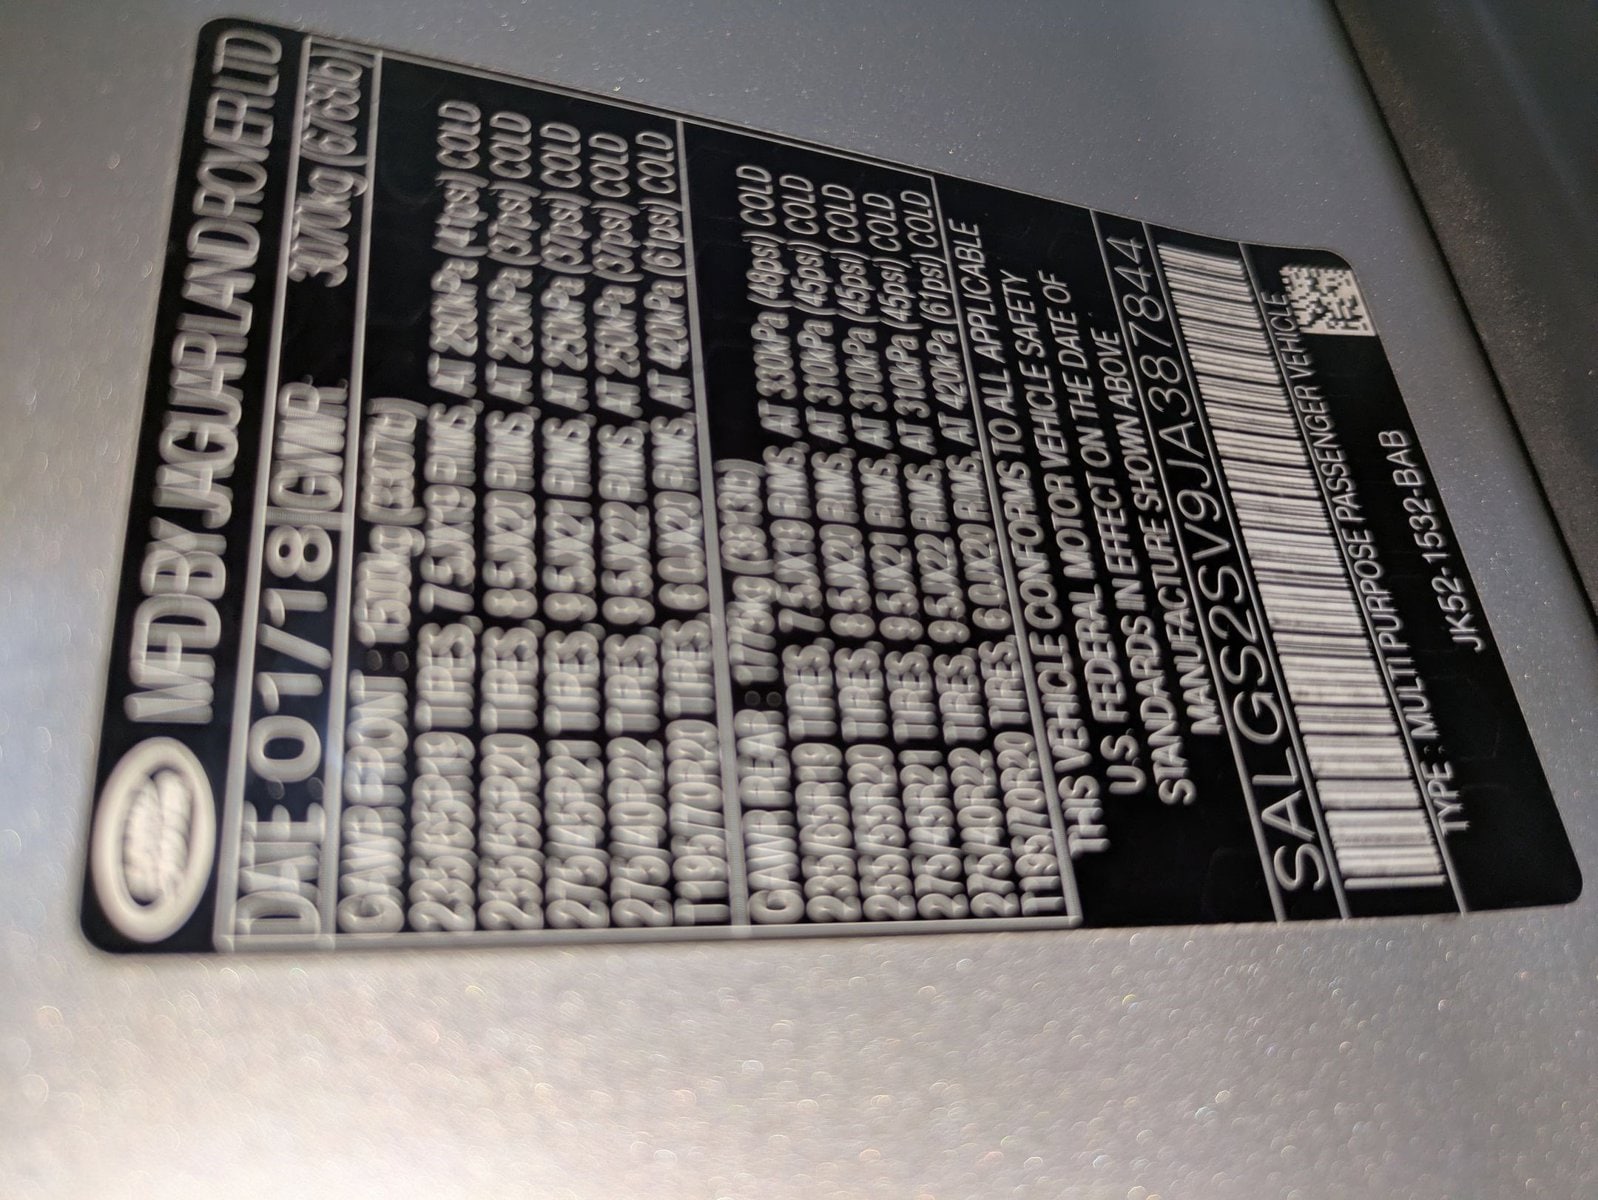 LAND ROVER
MFD BY JAGUAR LAND ROVER LTD
DATE: 01/18 GVWR 3070kg (6768lb)
GAWR FRONT : 1500kg (3307lb)
235/65R19 TIRES, 7.5JX19 RIMS, AT 280kPa (41psi) COLD
255/55R20 TIRES, 8.5JX20 RIMS, AT 250kPa (37psi) COLD
275/45R21 TIRES, 9.5JX21 RIMS, AT 250kPa (37psi) COLD
275/40R22 TIRES, 9.5JX22 RIMS, AT 250kPa (37psi) COLD
T195/70R20 TIRES, 6.0JX20 RIMS, AT 420kPa (61psi) COLD
GAWR REAR : 1775kg (3913lb)
235/65R19 TIRES, 7.5JX19 RIMS, AT 330kPa (48psi) COLD
255/55R20 TIRES, 8.5JX20 RIMS, AT 310kPa (45psi) COLD
275/45R21 TIRES, 9.5JX21 RIMS, AT 310kPa (45psi) COLD
275/40R22 TIRES, 9.5JX22 RIMS, AT 310kPa (45psi) COLD
T195/70R20 TIRES, 6.0JX20 RIMS, AT 420kPa (61psi) COLD
THIS VEHICLE CONFORMS TO ALL APPLICABLE
U.S. FEDERAL MOTOR VEHICLE SAFETY
STANDARDS IN EFFECT ON THE DATE OF
MANUFACTURE SHOWN ABOVE
SALGS2SV9JA387844
TYPE : MULTI PURPOSE PASSENGER VEHICLE
JK52-1532-BAB